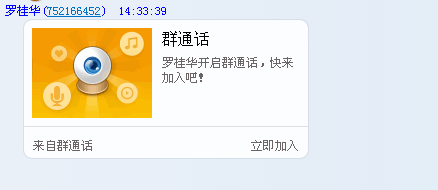 罗桂华(752166452) 14:33:39
群通话
罗桂华开启群通话，快来
加入吧！
来自群通话 立即加入